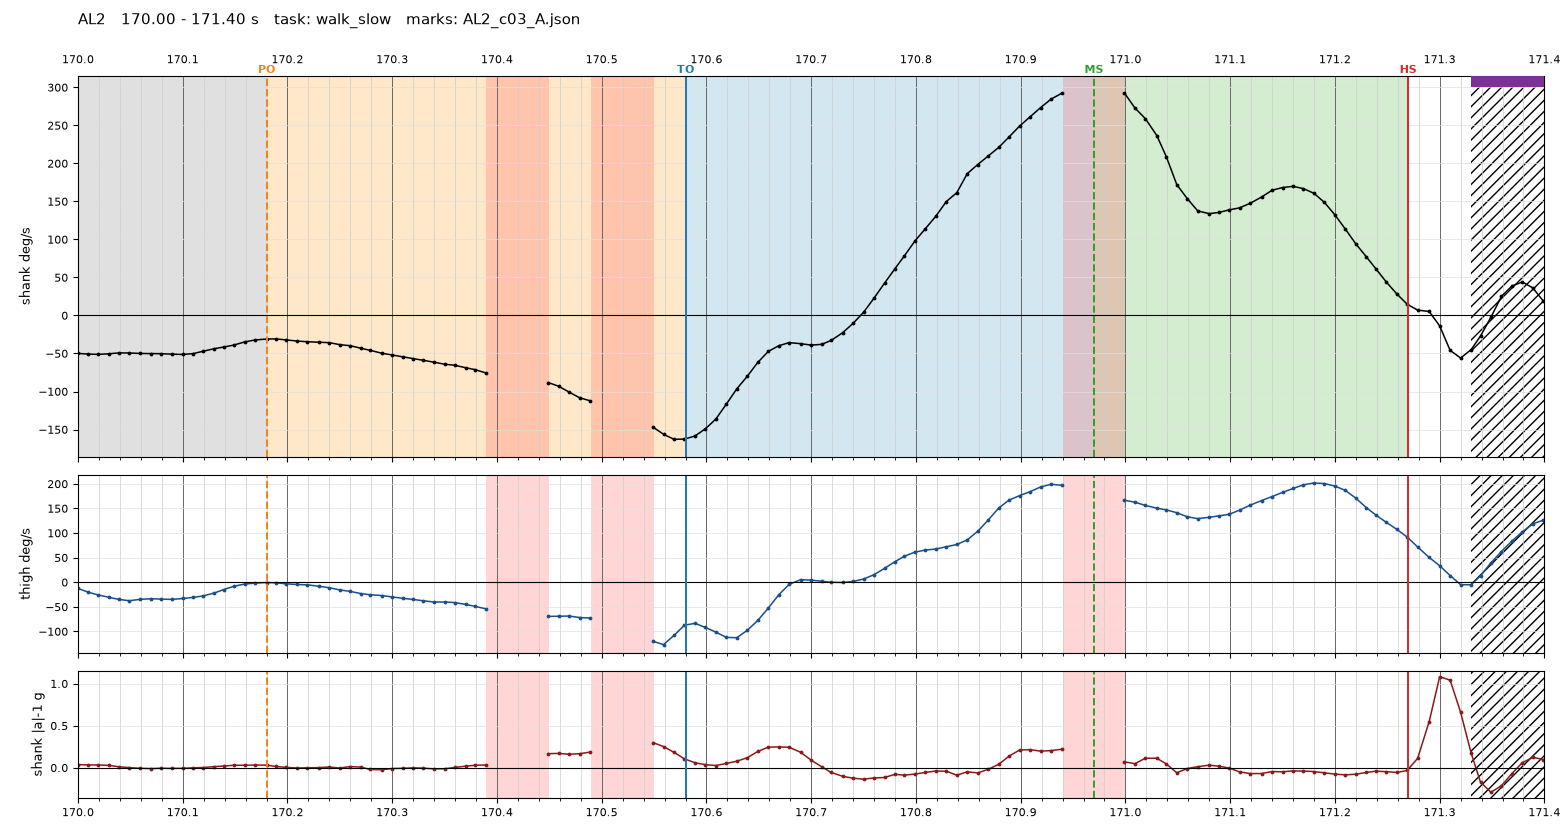 AL2   170.00 - 171.40 s   task: walk_slow   marks: AL2_c03_A.json
170.0 170.1 170.2 170.3 170.4 170.5 170.6 170.7 170.8 170.9 171.0 171.1 171.2 171.3 171.4
PO TO MS HS
300
250
200
150
100
50
0
−50
−100
−150
shank deg/s
200
150
100
50
0
−50
−100
thigh deg/s
1.0
0.5
0.0
shank |a|-1 g
170.0 170.1 170.2 170.3 170.4 170.5 170.6 170.7 170.8 170.9 171.0 171.1 171.2 171.3 171.4